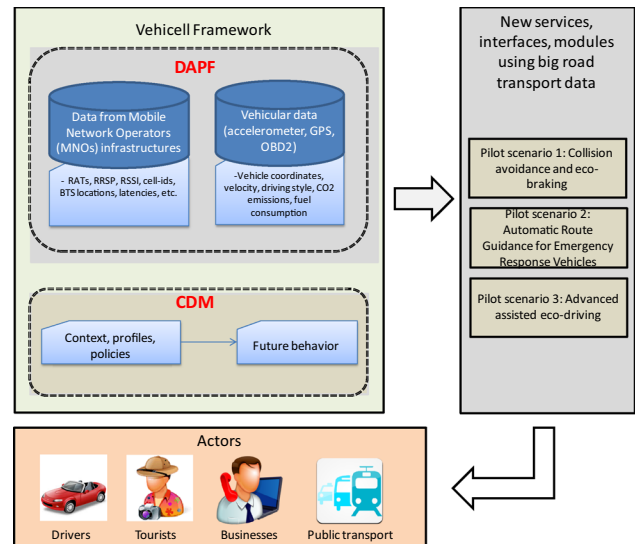 Vehicell Framework
DAPF
Data from Mobile
Network Operators
(MNOs) infrastructures
- RATs, RRSP, RSSI, cell-ids,
BTS locations, latencies, etc.
Vehicular data
(accelerometer, GPS,
OBD2)
-Vehicle coordinates,
velocity, driving style, CO2
emissions, fuel
consumption
CDM
Context, profiles,
policies
Future behavior
New services,
interfaces, modules
using big road
transport data
Pilot scenario 1: Collision
avoidance and eco-
braking
Pilot scenario 2:
Automatic Route
Guidance for Emergency
Response Vehicles
Pilot scenario 3: Advanced
assisted eco-driving
Actors
Drivers
Tourists
Businesses
Public transport